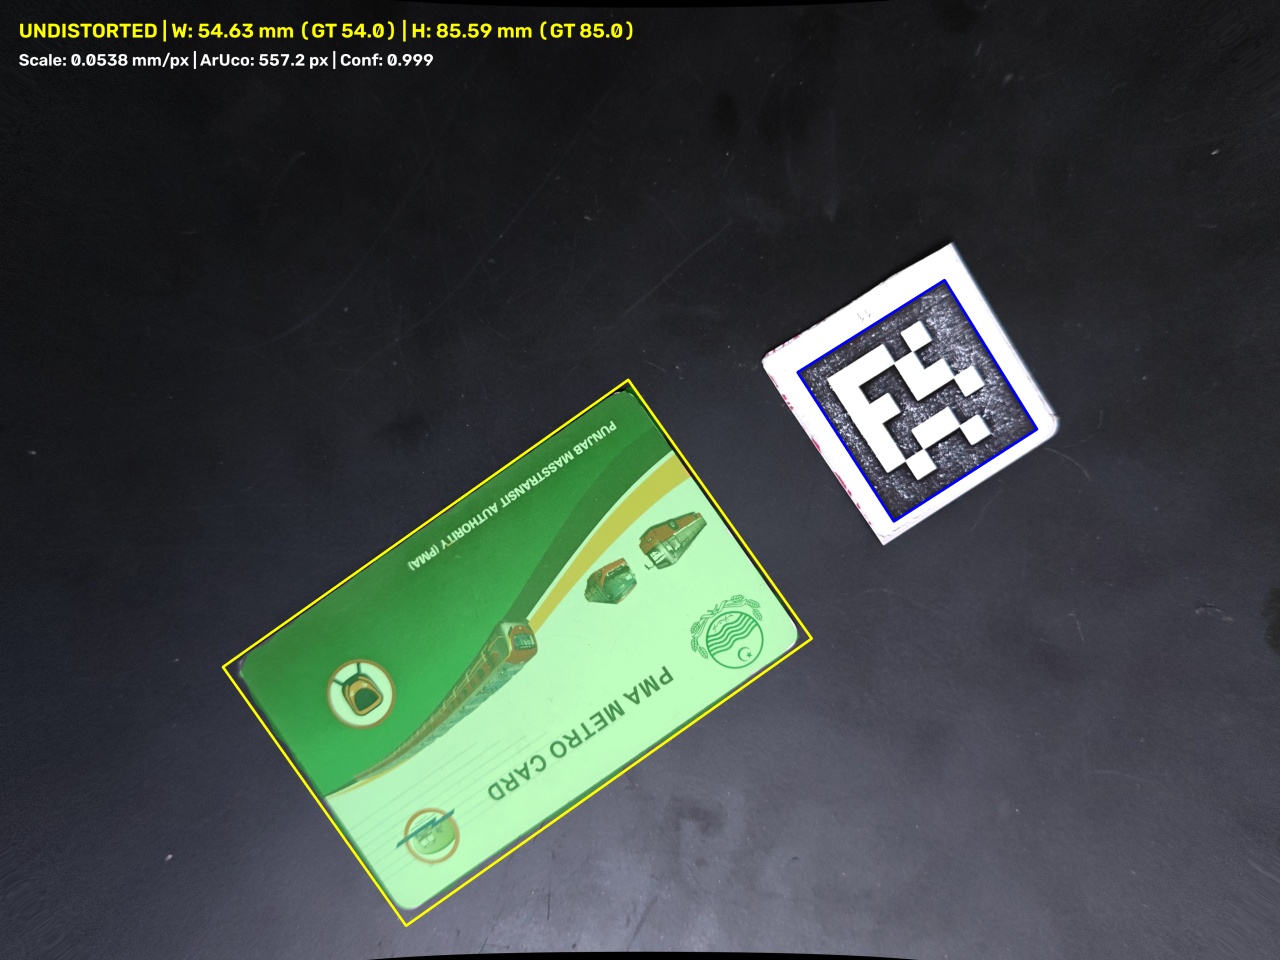 UNDISTORTED | W: 54.63 mm (GT 54.0) | H: 85.59 mm (GT 85.0)
Scale: 0.0538 mm/px | ArUco: 557.2 px | Conf: 0.999
11
PUNJAB MASSTRANSIT AUTHORITY (PMA)
PMA METRO CARD